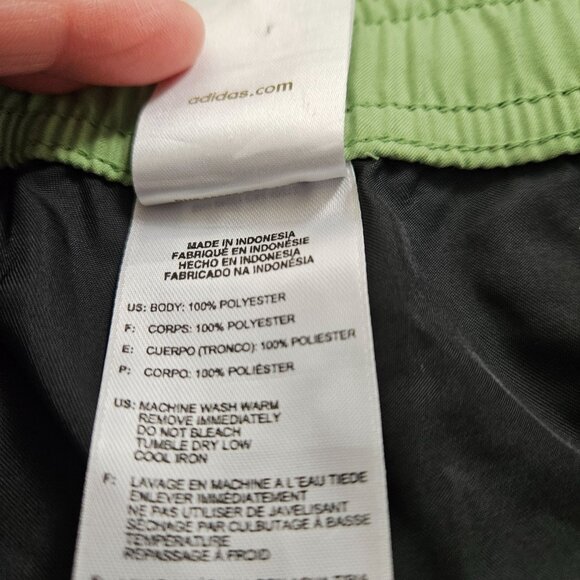 adidas.com
MADE IN INDONESIA
FABRIQUÉ EN INDONÉSIE
HECHO EN INDONESIA
FABRICADO NA INDONÉSIA
US: BODY: 100% POLYESTER
F: CORPS: 100% POLYESTER
E: CUERPO (TRONCO): 100% POLIESTER
P: CORPO: 100% POLIÉSTER
US: MACHINE WASH WARM
REMOVE IMMEDIATELY
DO NOT BLEACH
TUMBLE DRY LOW
COOL IRON
F: LAVAGE EN MACHINE A L'EAU TIEDE
ENLEVER IMMÉDIATEMENT
NE PAS UTILISER DE JAVELISANT
SÉCHAGE PAR CULBUTAGE À BASSE
TEMPÉRATURE
REPASSAGE À FROID